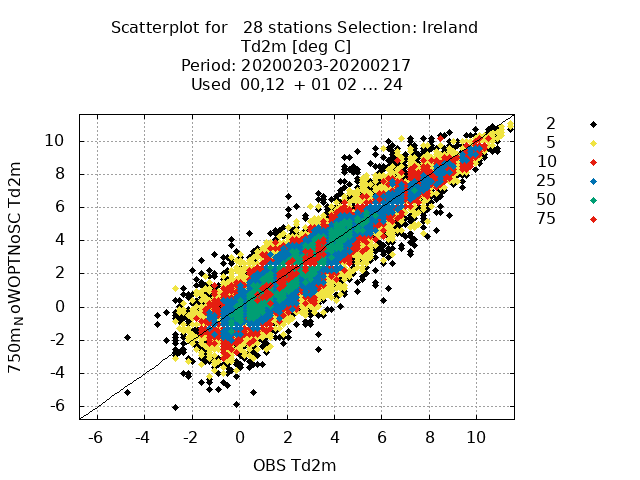 Scatterplot for   28 stations Selection: Ireland
Td2m [deg C]
Period: 20200203-20200217
Used  00,12  + 01 02 ... 24
2
5
10
25
50
75
10
8
6
4
2
0
-2
-4
-6
750mNoWOPTNoSC Td2m
-6 -4 -2 0 2 4 6 8 10
OBS Td2m